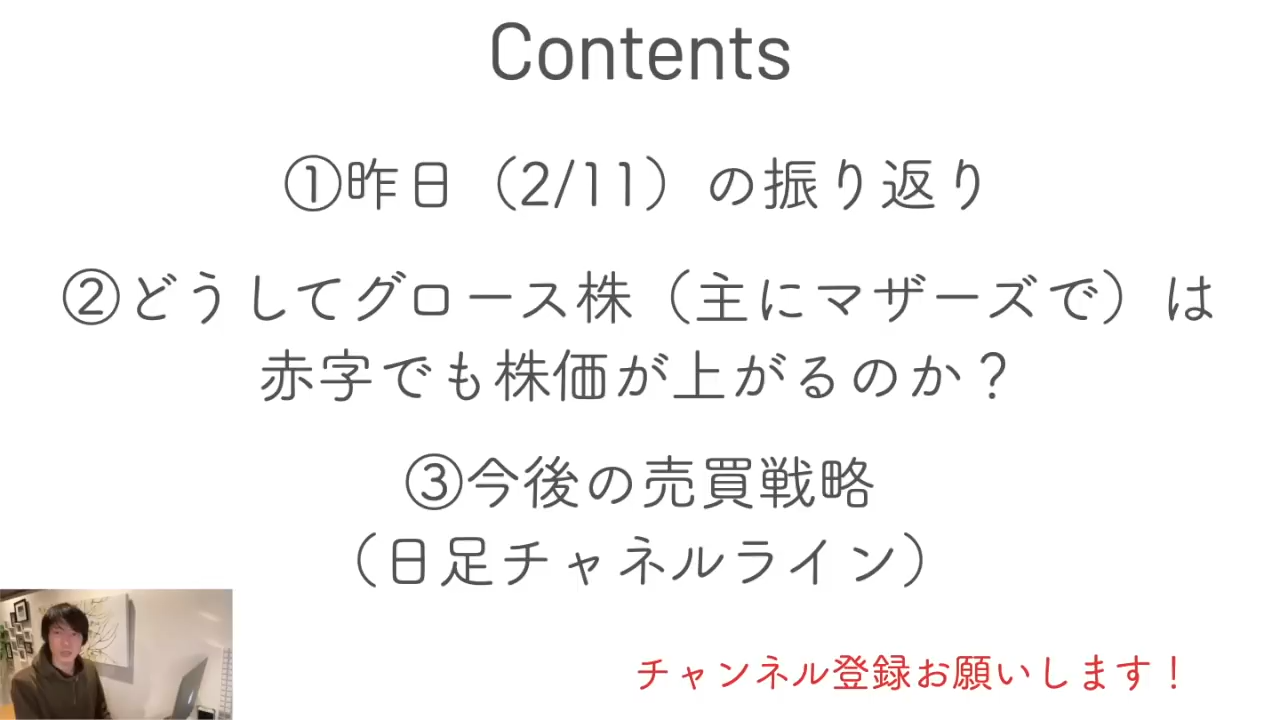 Contents
①昨日（2/11）の振り返り
②どうしてグロース株（主にマザーズで）は
赤字でも株価が上がるのか？
③今後の売買戦略
（日足チャネルライン）
チャンネル登録お願いします！